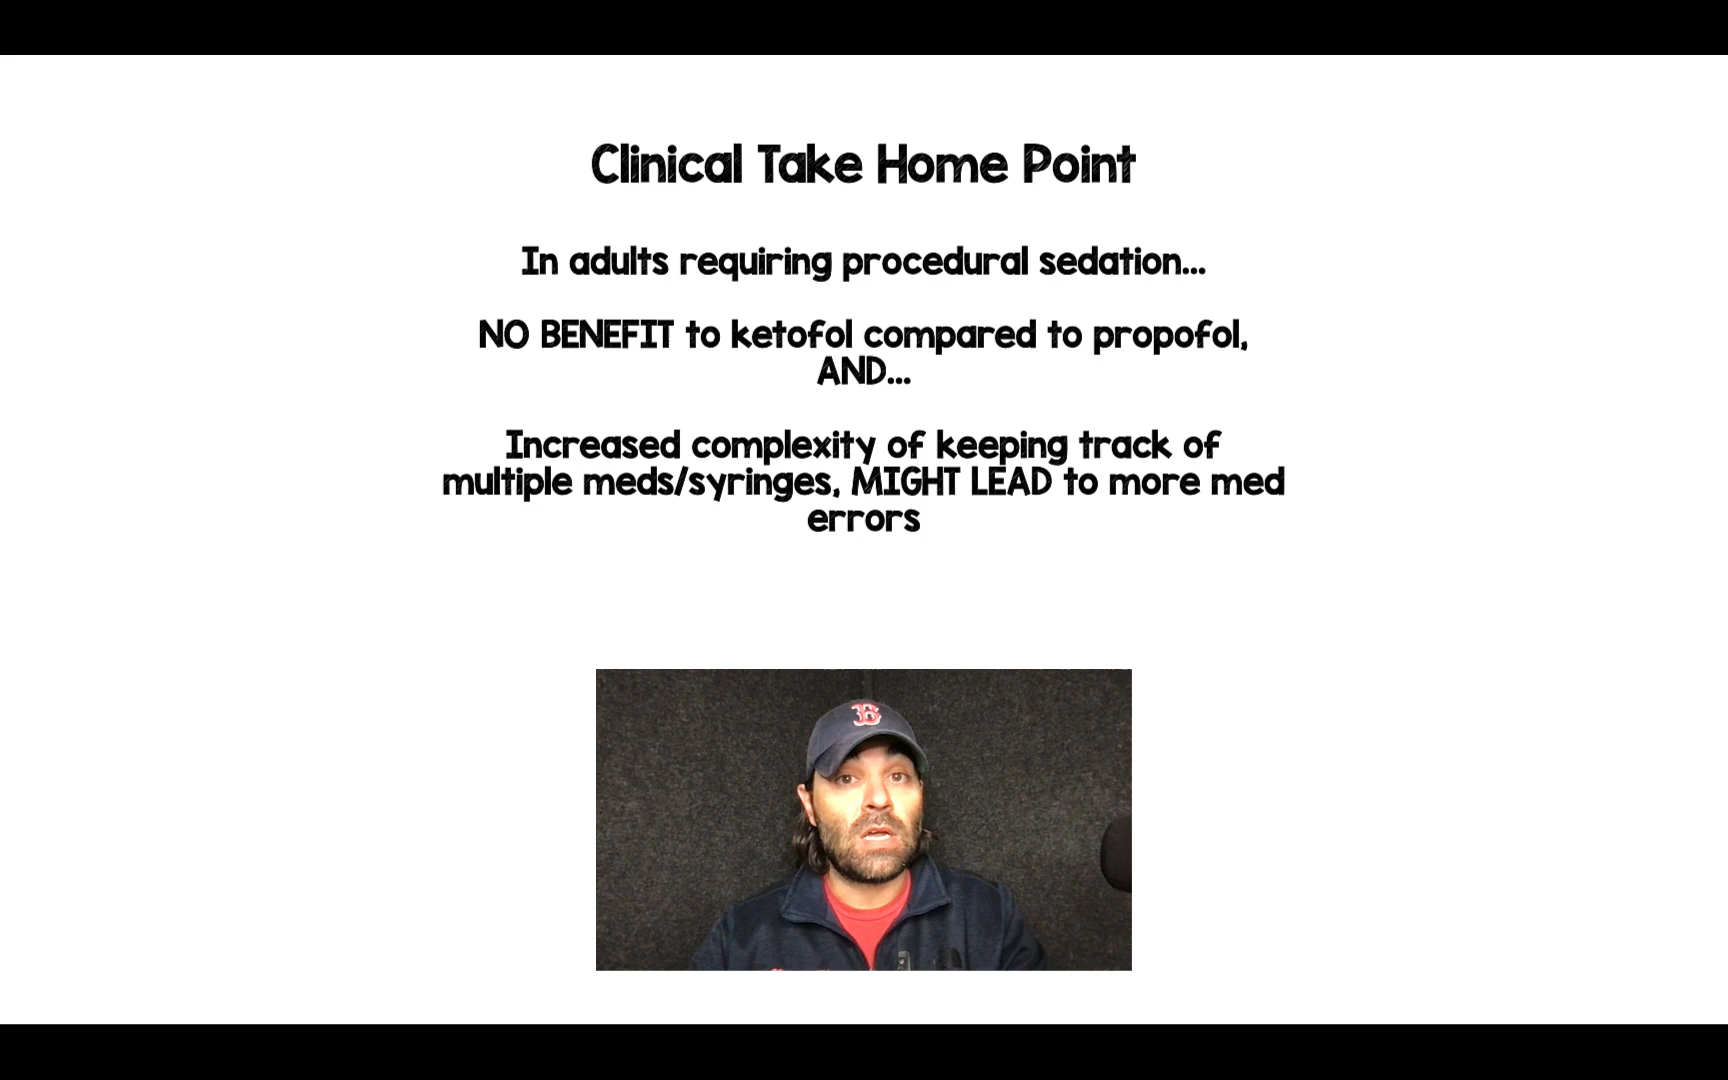 Clinical Take Home Point
In adults requiring procedural sedation...
NO BENEFIT to ketofol compared to propofol,
AND...
Increased complexity of keeping track of
multiple meds/syringes, MIGHT LEAD to more med
errors
B